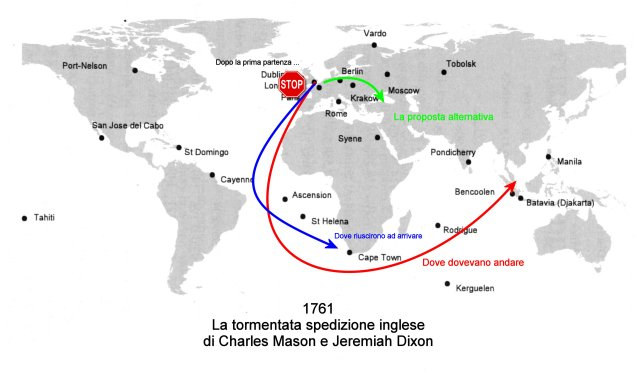 Vardo
Dopo la prima partenza ...
Port-Nelson
Dublin
Berlin
Tobolsk
STOP
Moscow
Krakow
Rome
La proposta alternativa
San Jose del Cabo
Syene
St Domingo
Pondicherry
Manila
Cayenne
Ascension
Bencoolen
Batavia (Djakarta)
Tahiti
St Helena
Rodrigue
Dove riuscirono ad arrivare
Cape Town
Dove dovevano andare
Kerguelen
1761
La tormentata spedizione inglese
di Charles Mason e Jeremiah Dixon